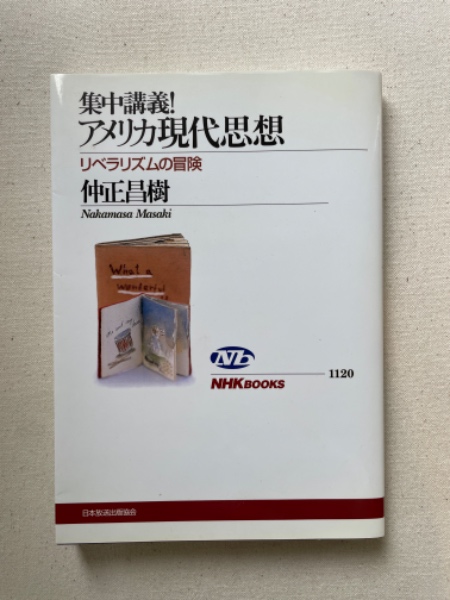 集中講義!
アメリカ現代思想
リベラリズムの冒険
仲正昌樹
Nakamasa Masaki
What a
wonderful
Nb
NHKBOOKS
1120
日本放送出版協会